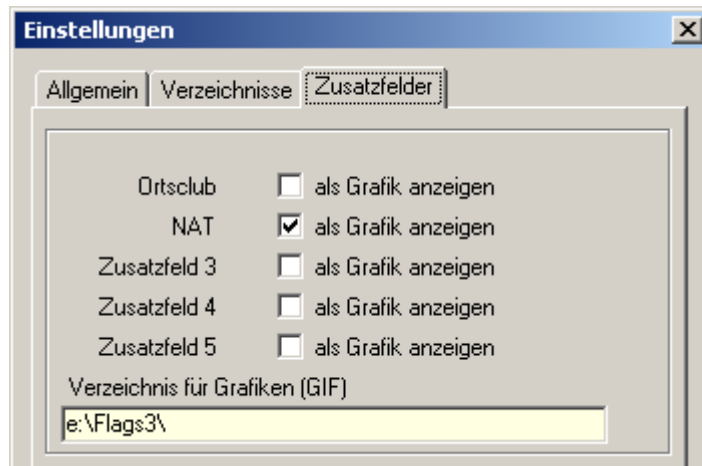 Einstellungen
Allgemein Verzeichnisse Zusatzfelder
Ortsclub als Grafik anzeigen
NAT als Grafik anzeigen
Zusatzfeld 3 als Grafik anzeigen
Zusatzfeld 4 als Grafik anzeigen
Zusatzfeld 5 als Grafik anzeigen
Verzeichnis für Grafiken (GIF)
e:\Flags3\